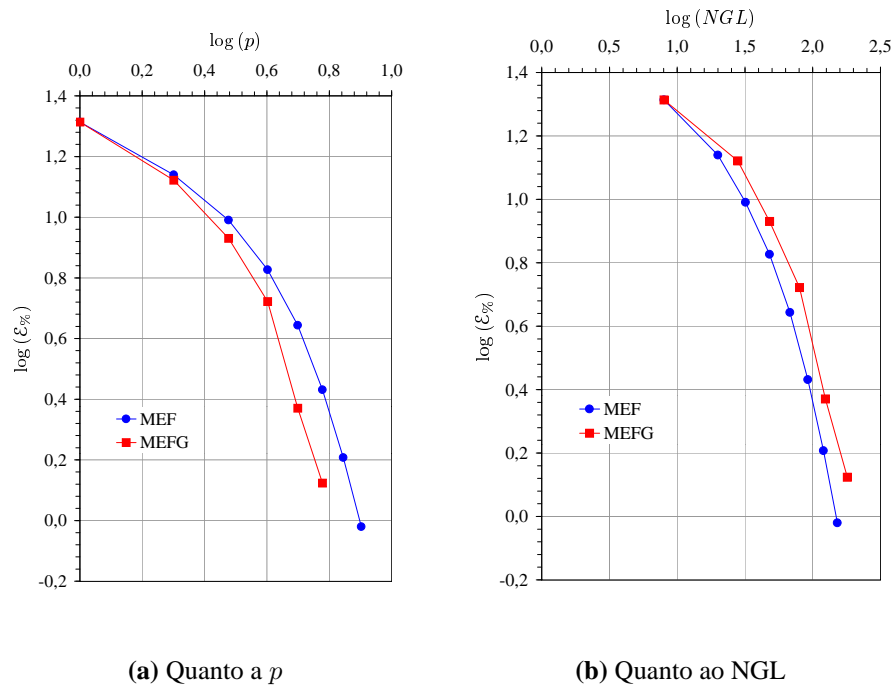 log (p)
0,0 0,2 0,4 0,6 0,8 1,0
1,4
1,2
1,0
0,8
0,6
0,4
0,2
0,0
-0,2
log (ℰ%)
MEF
MEFG
(a) Quanto a p
log (NGL)
0,0 0,5 1,0 1,5 2,0 2,5
1,4
1,2
1,0
0,8
0,6
0,4
0,2
0,0
-0,2
log (ℰ%)
MEF
MEFG
(b) Quanto ao NGL